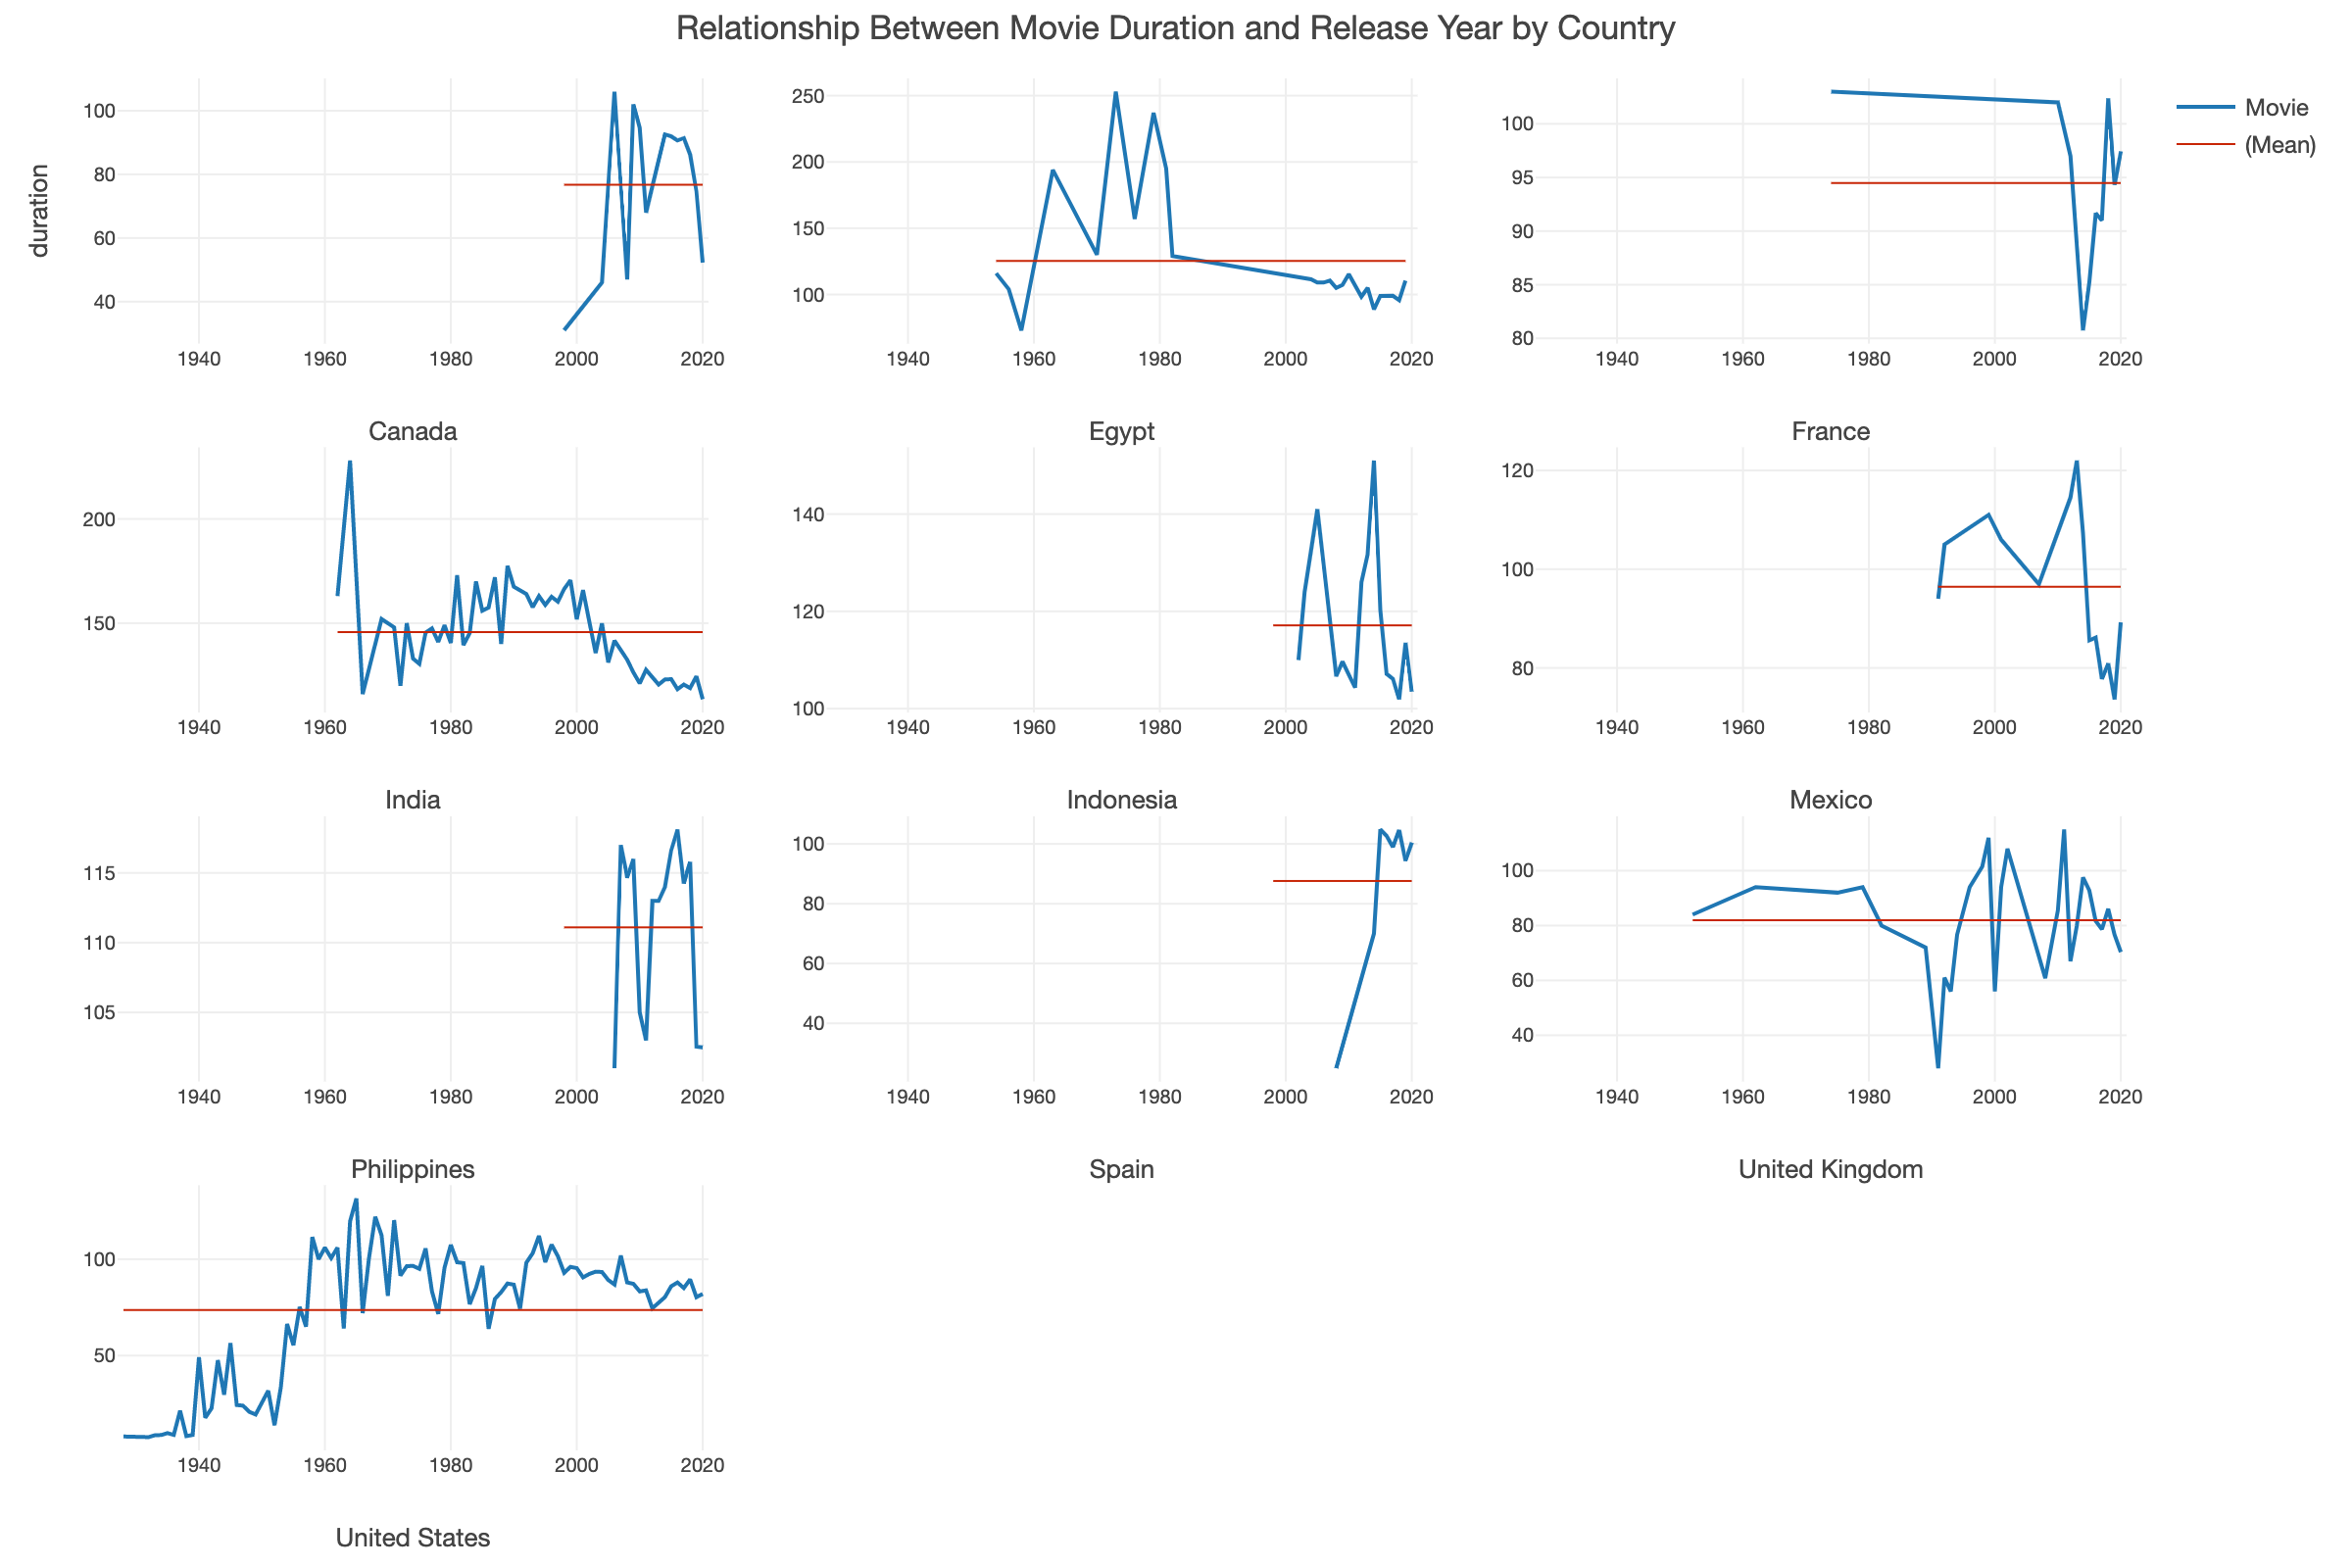 Relationship Between Movie Duration and Release Year by Country
Movie
(Mean)
duration
100
80
60
40
1940 1960 1980 2000 2020
Canada
250
200
150
100
1940 1960 1980 2000 2020
Egypt
100
95
90
85
80
1940 1960 1980 2000 2020
France
200
150
1940 1960 1980 2000 2020
India
140
120
100
1940 1960 1980 2000 2020
Indonesia
120
100
80
1940 1960 1980 2000 2020
Mexico
115
110
105
1940 1960 1980 2000 2020
Philippines
100
80
60
40
1940 1960 1980 2000 2020
Spain
100
80
60
40
1940 1960 1980 2000 2020
United Kingdom
100
50
1940 1960 1980 2000 2020
United States